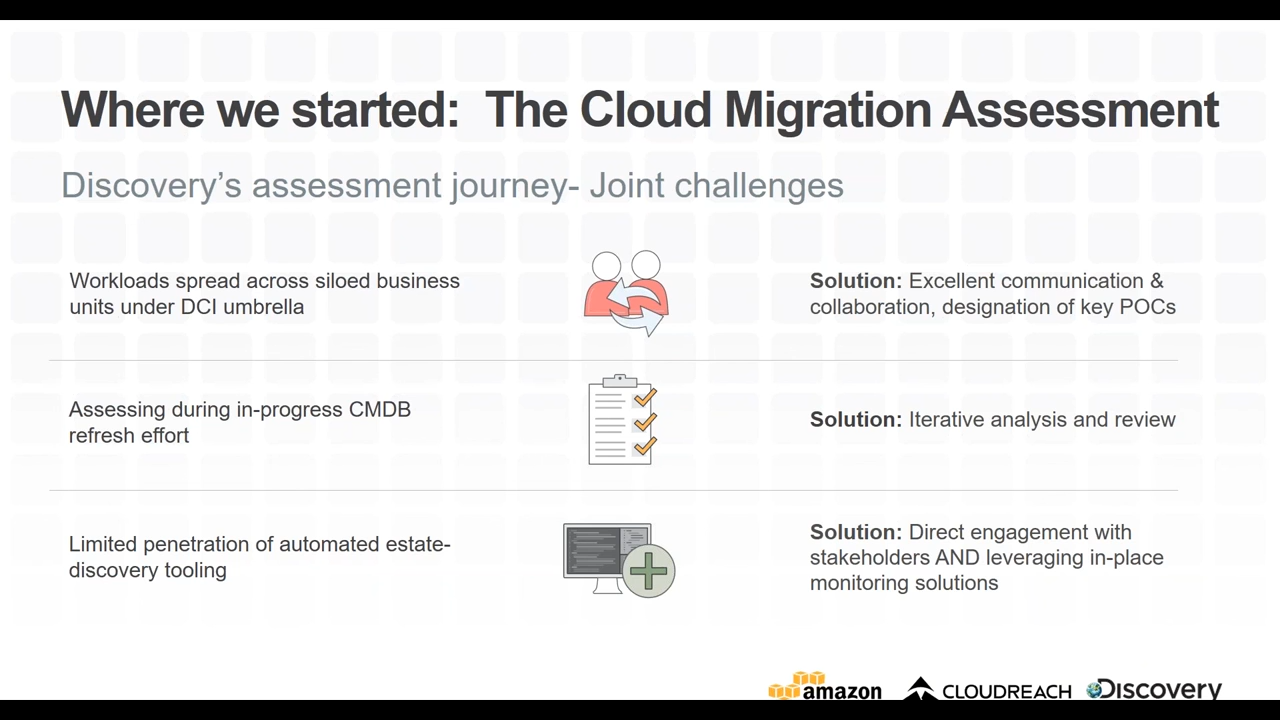 Where we started: The Cloud Migration Assessment
Discovery's assessment journey- Joint challenges
Workloads spread across siloed business
units under DCI umbrella
Solution: Excellent communication &
collaboration, designation of key POCs
Assessing during in-progress CMDB
refresh effort
Solution: Iterative analysis and review
Limited penetration of automated estate-
discovery tooling
Solution: Direct engagement with
stakeholders AND leveraging in-place
monitoring solutions
amazon CLOUDREACH Discovery